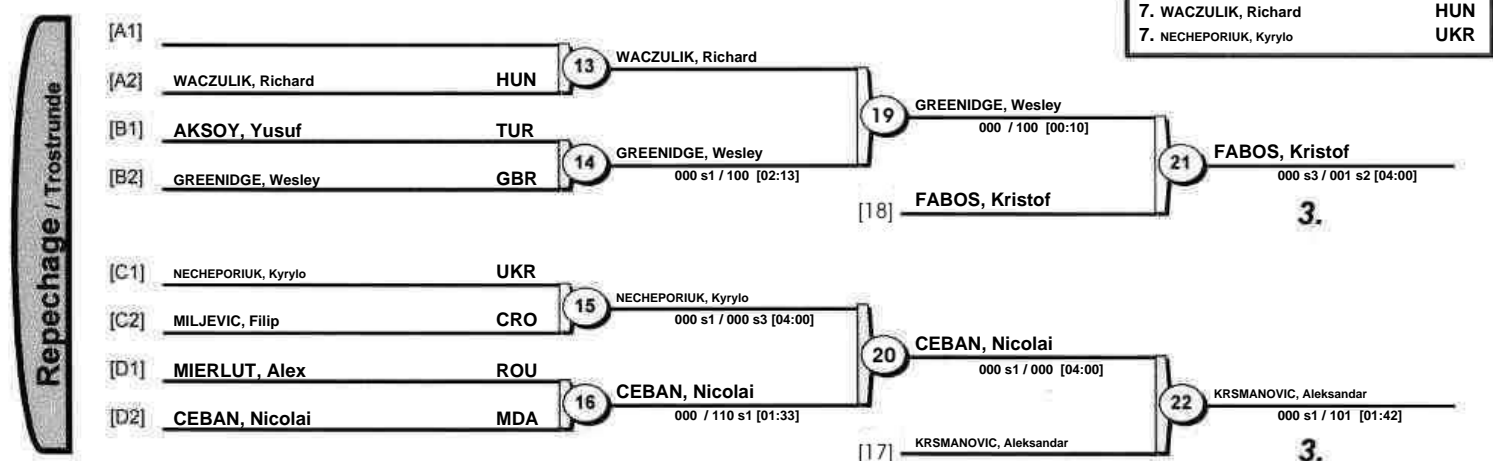 7. WACZULIK, Richard HUN
7. NECHEPORIUK, Kyrylo UKR
Repechage / Trostrunde
[A1]
[A2] WACZULIK, Richard HUN
13 WACZULIK, Richard
[B1] AKSOY, Yusuf TUR
[B2] GREENIDGE, Wesley GBR
14 GREENIDGE, Wesley
000 s1 / 100 [02:13]
19 GREENIDGE, Wesley
000 / 100 [00:10]
[18] FABOS, Kristof
21 FABOS, Kristof
000 s3 / 001 s2 [04:00]
3.
[C1] NECHEPORIUK, Kyrylo UKR
[C2] MILJEVIC, Filip CRO
15 NECHEPORIUK, Kyrylo
000 s1 / 000 s3 [04:00]
[D1] MIERLUT, Alex ROU
[D2] CEBAN, Nicolai MDA
16 CEBAN, Nicolai
000 / 110 s1 [01:33]
20 CEBAN, Nicolai
000 s1 / 000 [04:00]
[17] KRSMANOVIC, Aleksandar
22 KRSMANOVIC, Aleksandar
000 s1 / 101 [01:42]
3.